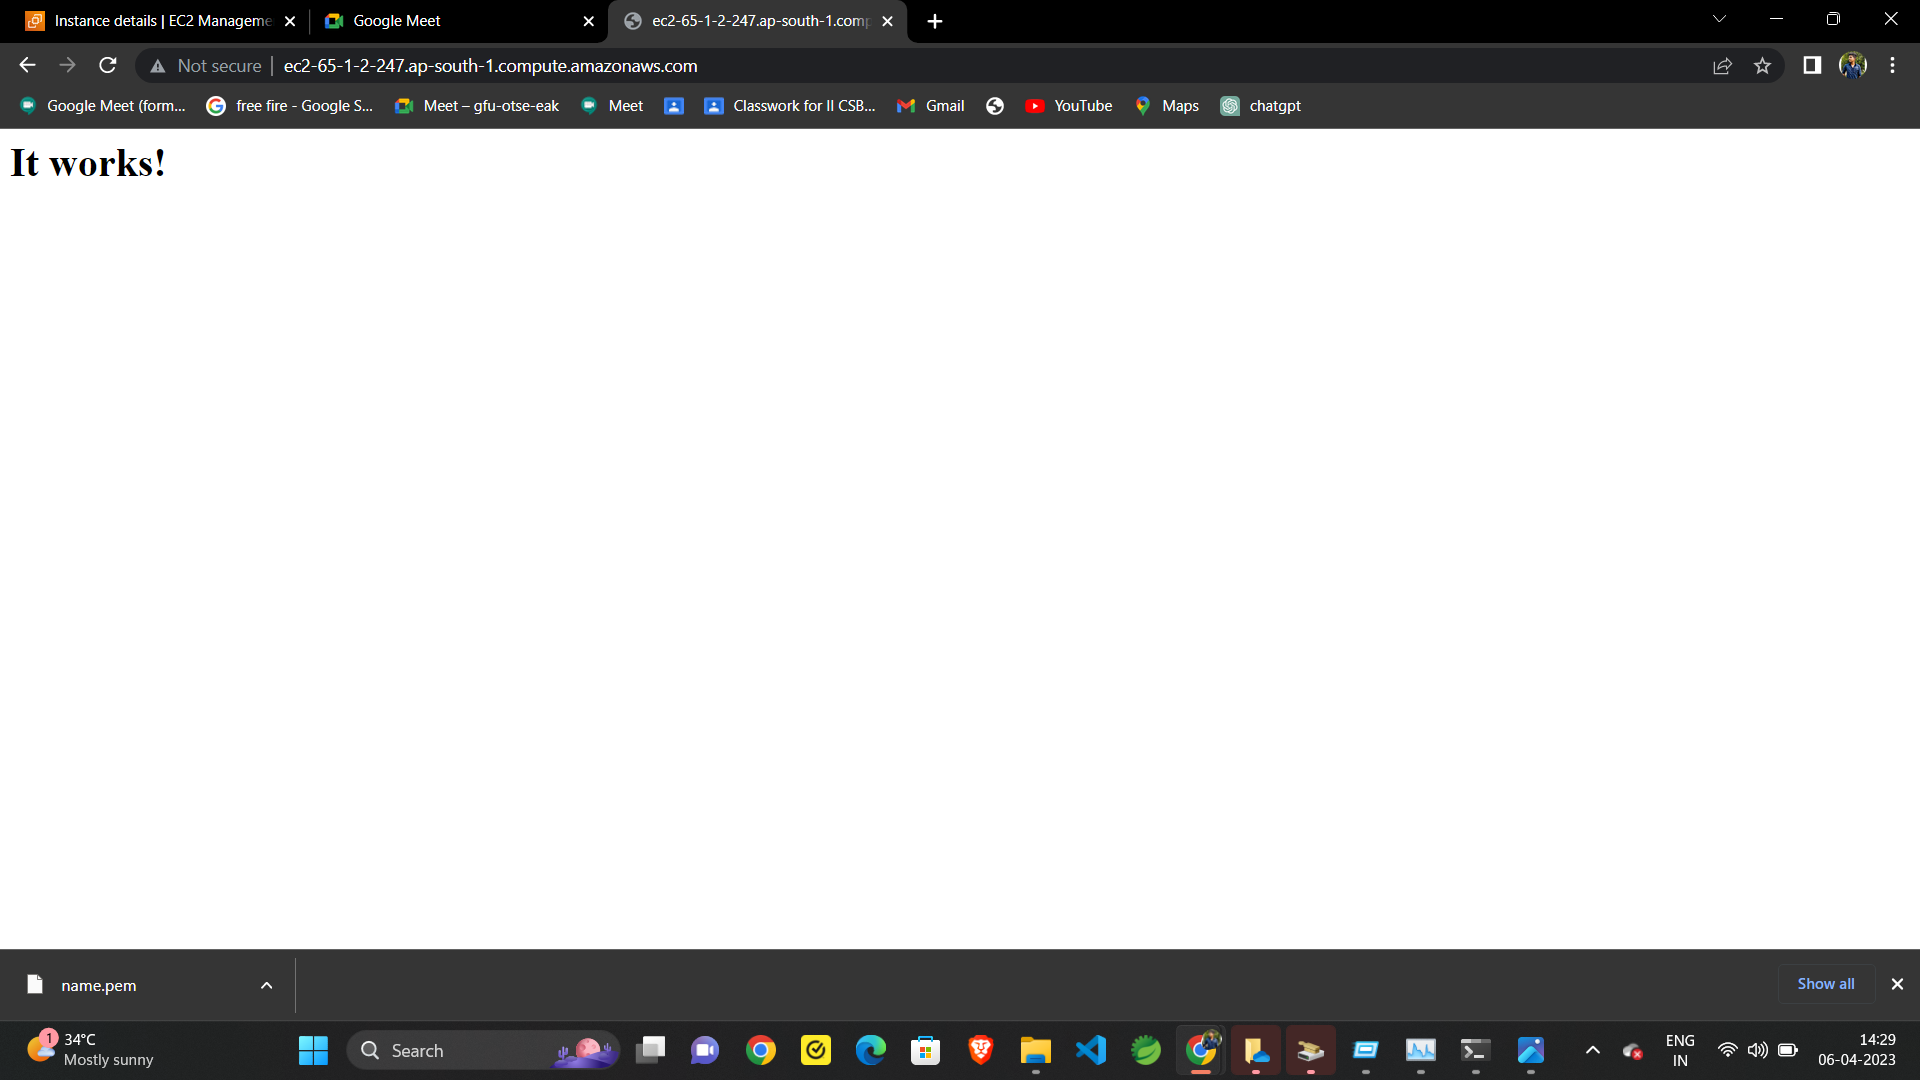 Instance details | EC2 Manageme
Google Meet
ec2-65-1-2-247.ap-south-1.comp
Not secure
ec2-65-1-2-247.ap-south-1.compute.amazonaws.com
Google Meet (form...
free fire - Google S...
Meet – gfu-otse-eak
Meet
Classwork for II CSB...
Gmail
YouTube
Maps
chatgpt
It works!
name.pem
Show all
1
34°C
Mostly sunny
Search
ENG
IN
14:29
06-04-2023